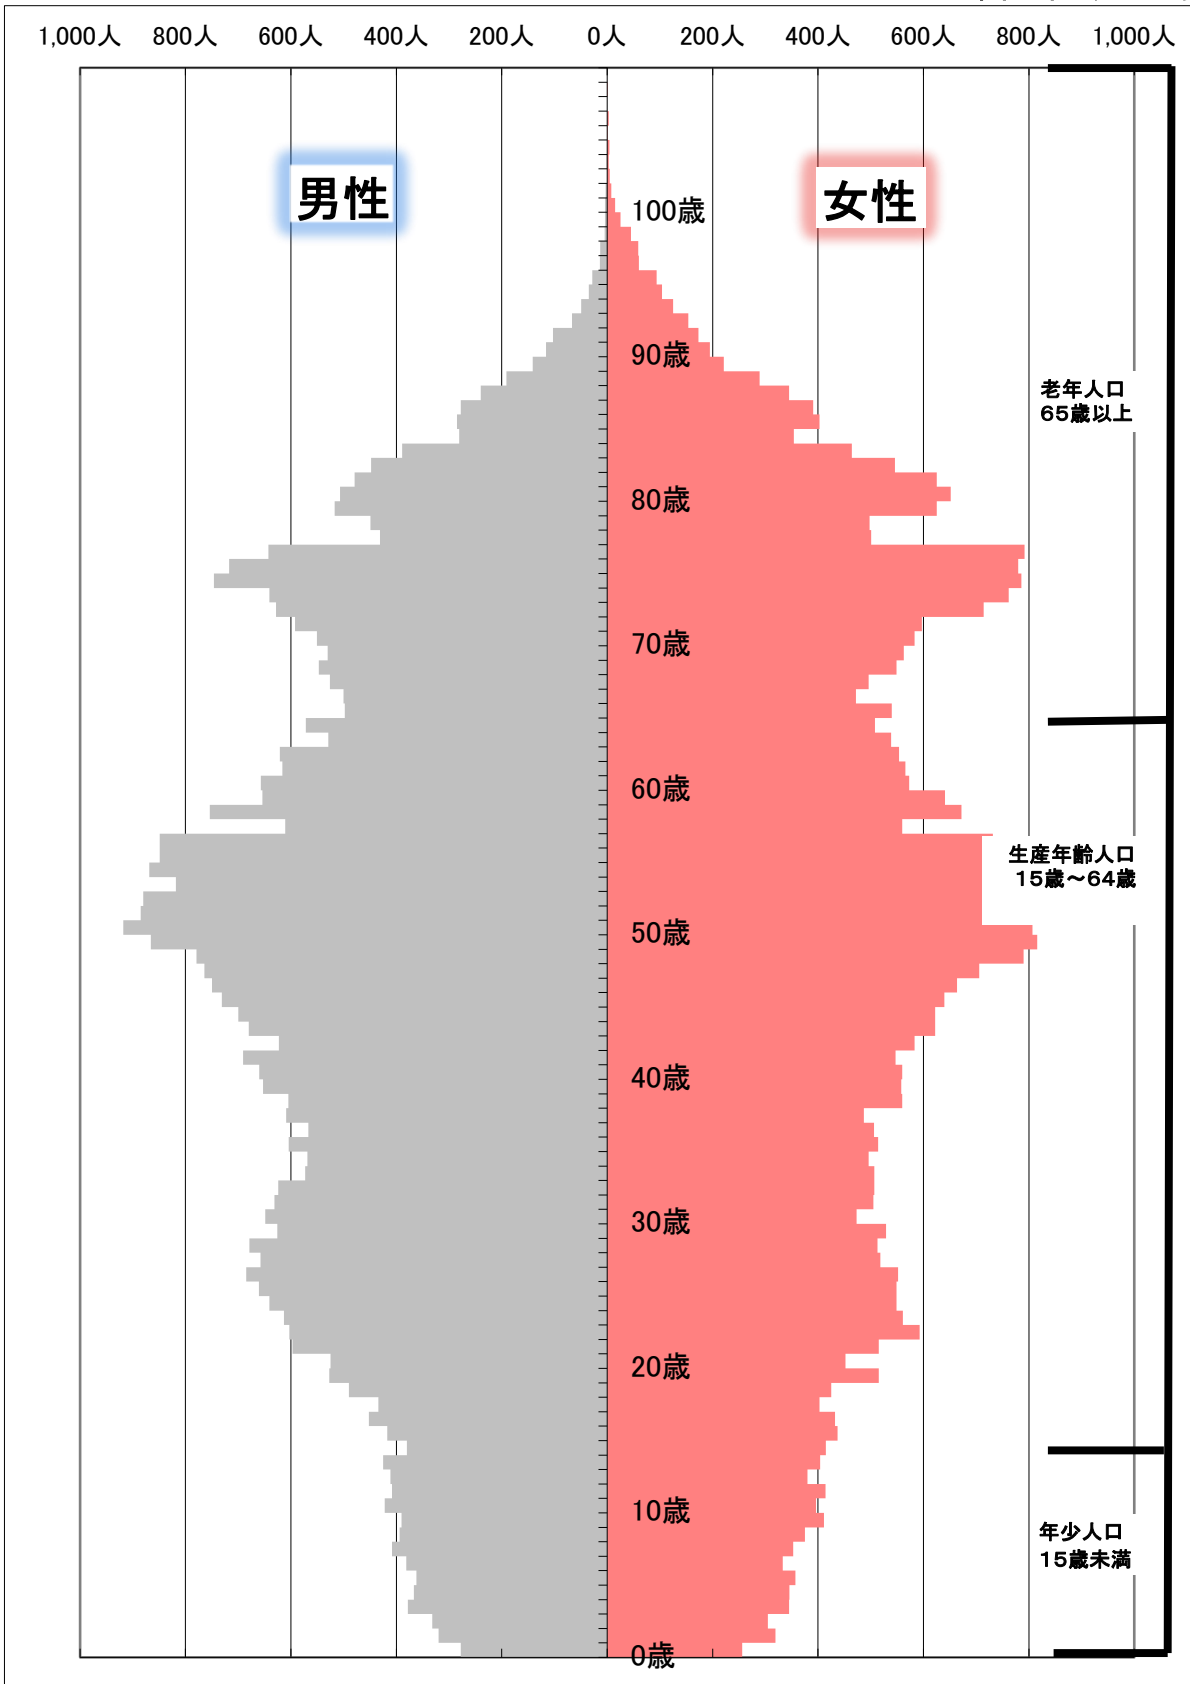 1,000人 800人 600人 400人 200人 0人 200人 400人 600人 800人 1,000人
男性
女性
100歳
90歳
老年人口
65歳以上
80歳
70歳
60歳
生産年齢人口
15歳～64歳
50歳
40歳
30歳
20歳
10歳
年少人口
15歳未満
0歳